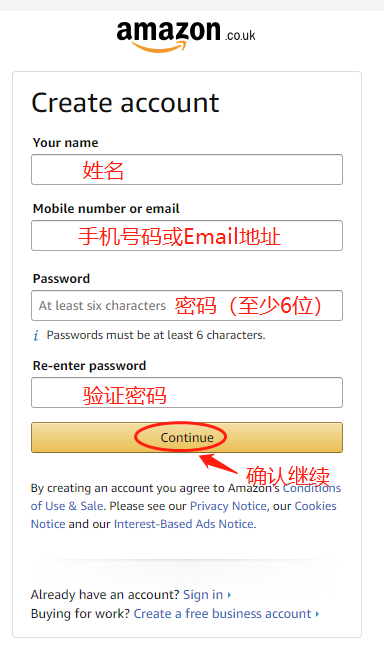 amazon.co.uk
Create account
Your name
姓名
Mobile number or email
手机号码或Email地址
Password
At least six characters 密码（至少6位）
i Passwords must be at least 6 characters.
Re-enter password
验证密码
Continue
确认继续
By creating an account you agree to Amazon's Conditions
of Use & Sale. Please see our Privacy Notice, our Cookies
Notice and our Interest-Based Ads Notice.
Already have an account? Sign in
Buying for work? Create a free business account